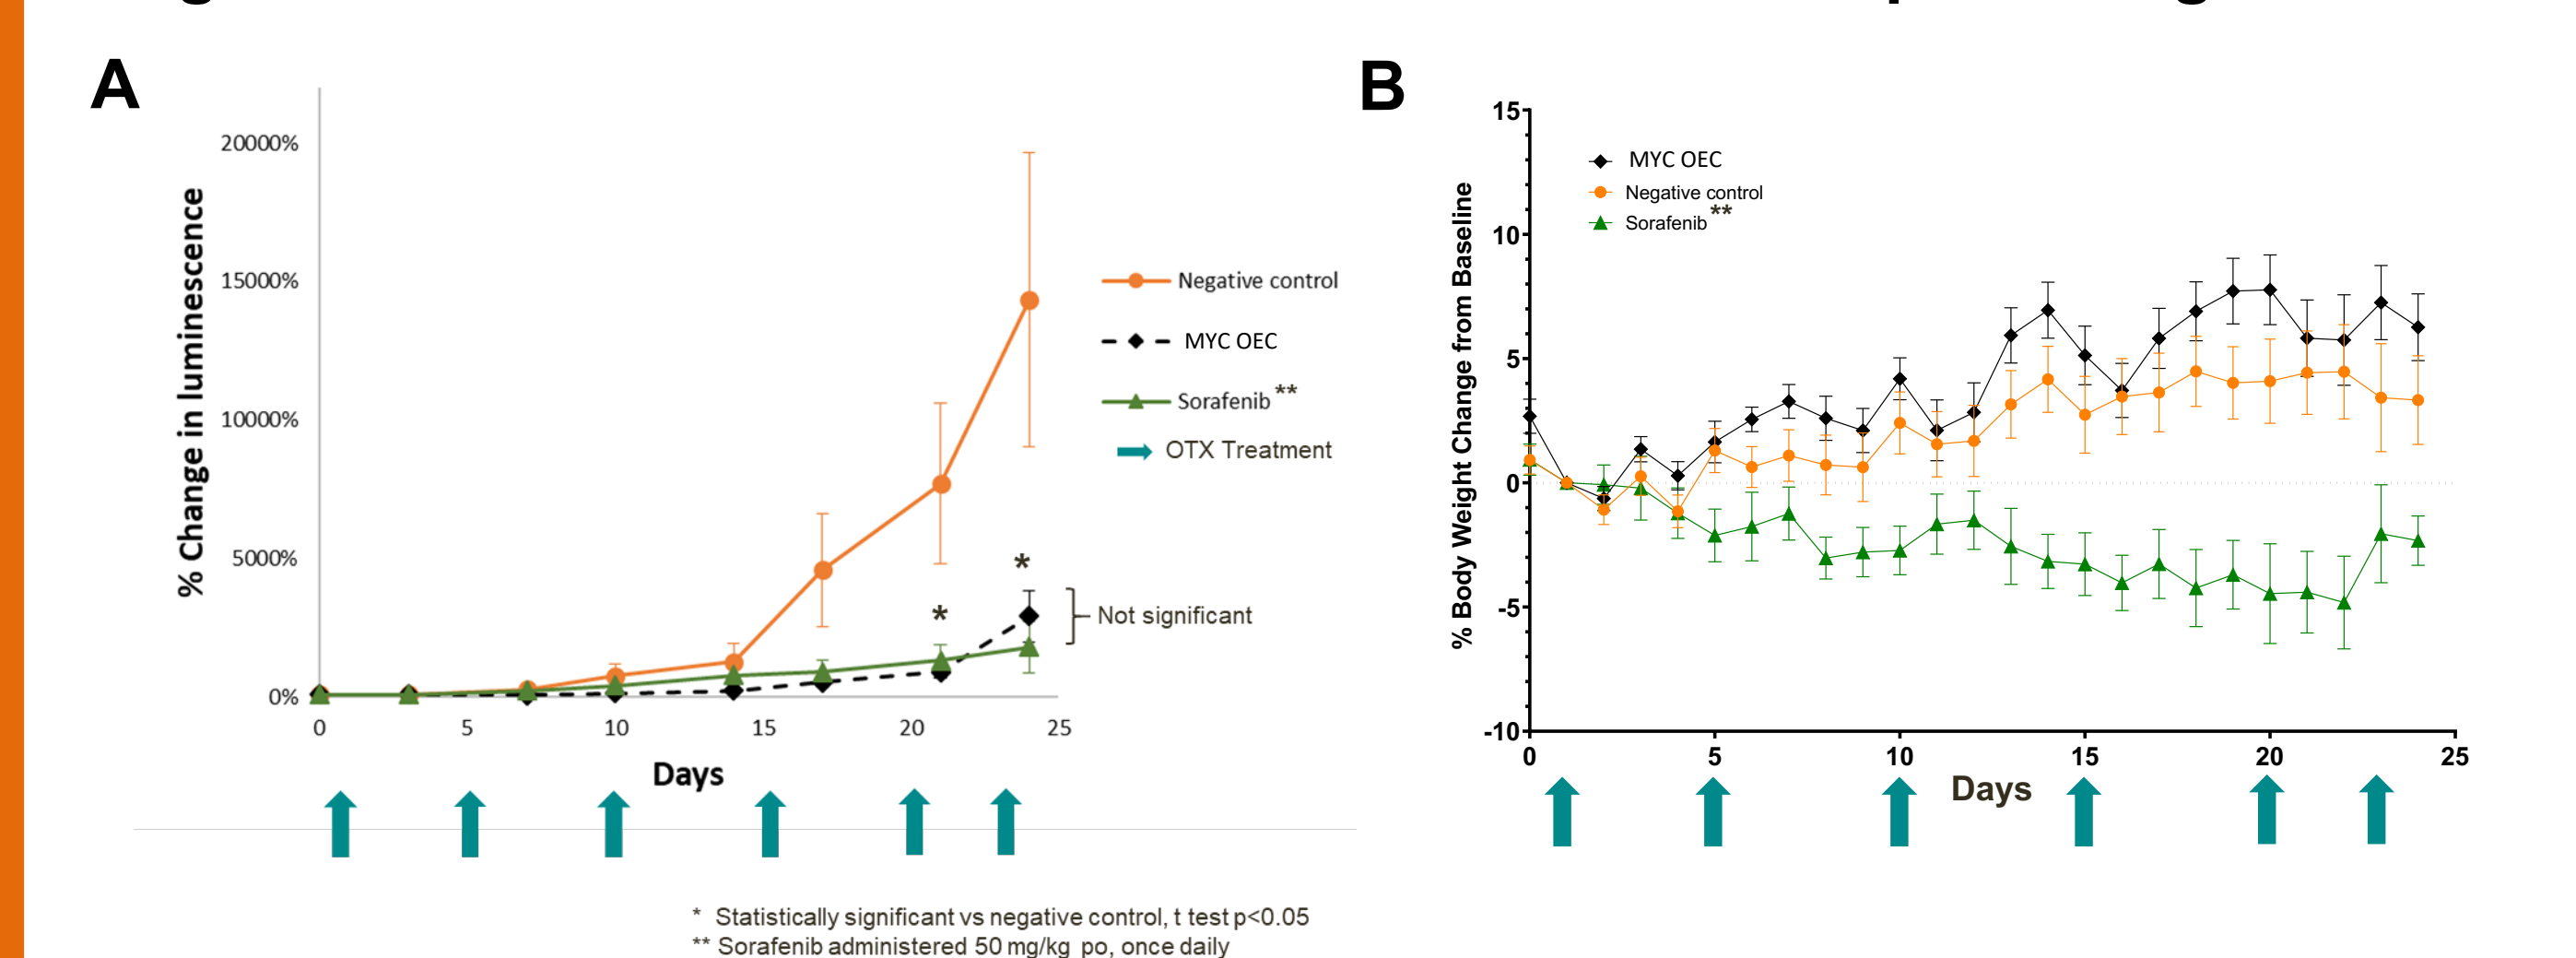 A
% Change in luminescence
20000%
15000%
10000%
5000%
0%
0 5 10 15 20 25
Days
Negative control
MYC OEC
Sorafenib **
OTX Treatment
*
*
Not significant
* Statistically significant vs negative control, t test p<0.05
** Sorafenib administered 50 mg/kg po, once daily
B
% Body Weight Change from Baseline
15
10
5
0
-5
-10
0 5 10 15 20 25
Days
MYC OEC
Negative control
Sorafenib **